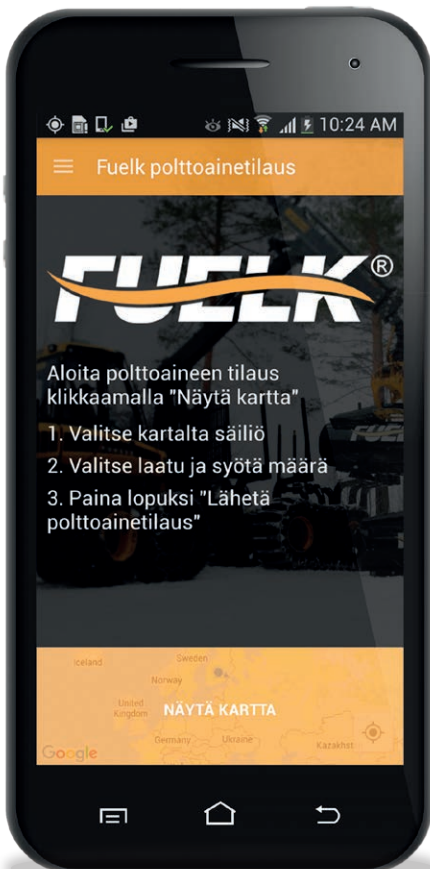 10:24 AM
Fuelk polttoainetilaus
FUELK®
Aloita polttoaineen tilaus
klikkaamalla "Näytä kartta"
1. Valitse kartalta säiliö
2. Valitse laatu ja syötä määrä
3. Paina lopuksi "Lähetä
polttoainetilaus"
Iceland
Sweden
Norway
United
Kingdom
NÄYTÄ KARTTA
Germany
Ukraine
Kazakhst
Google